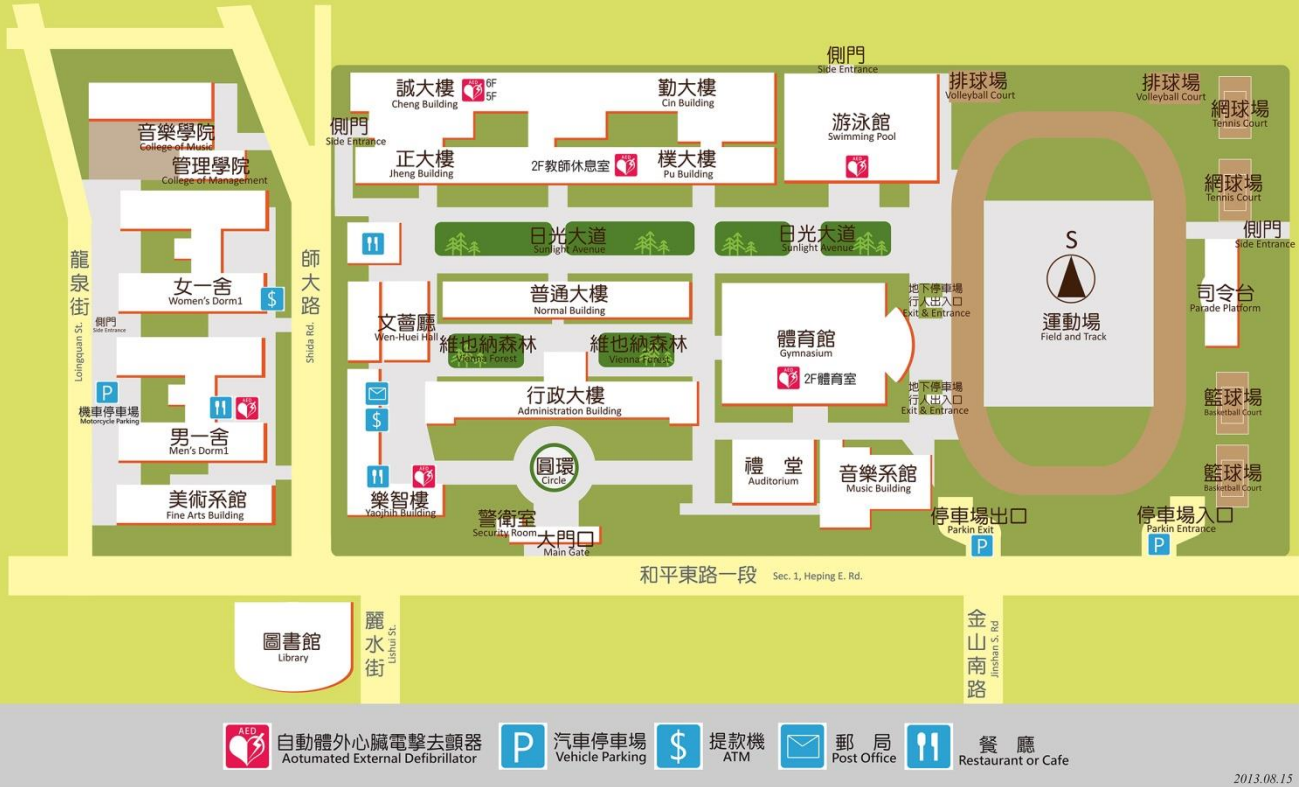 側門
Side Entrance
誠大樓
Cheng Building
AED
6F
5F
勤大樓
Cin Building
排球場
Volleyball Court
排球場
Volleyball Court
網球場
Tennis Court
音樂學院
College of Music
管理學院
College of Management
側門
Side Entrance
游泳館
Swimming Pool
AED
正大樓
Jheng Building
2F教師休息室
AED
樸大樓
Pu Building
網球場
Tennis Court
側門
Side Entrance
日光大道
Sunlight Avenue
日光大道
Sunlight Avenue
S
龍泉街
Loingquan St.
師大路
Shida Rd.
女一舍
Women's Dorm1
$
普通大樓
Normal Building
地下停車場
行人出入口
Exit & Entrance
司令台
Parade Platform
側門
Side Entrance
文薈廳
Wen-Huei Hall
運動場
Field and Track
維也納森林
Vienna Forest
維也納森林
Vienna Forest
體育館
Gymnasium
AED
2F體育室
P
機車停車場
Motorcycle Parking
AED
$
行政大樓
Administration Building
地下停車場
行人出入口
Exit & Entrance
籃球場
Basketball Court
男一舍
Men's Dorm1
圓環
Circle
禮 堂
Auditorium
音樂系館
Music Building
籃球場
Basketball Court
美術系館
Fine Arts Building
AED
樂智樓
Yaojhih Building
警衛室
Security Room
大門口
Main Gate
停車場出口
Parkin Exit
P
停車場入口
Parkin Entrance
P
和平東路一段 Sec. 1, Heping E. Rd.
圖書館
Library
麗水街
Lishui St.
金山南路
Jinshan S. Rd
AED
自動體外心臟電擊去顫器
Aotumated External Defibrillator
P
汽車停車場
Vehicle Parking
$
提款機
ATM
郵 局
Post Office
餐 廳
Restaurant or Cafe
2013.08.15